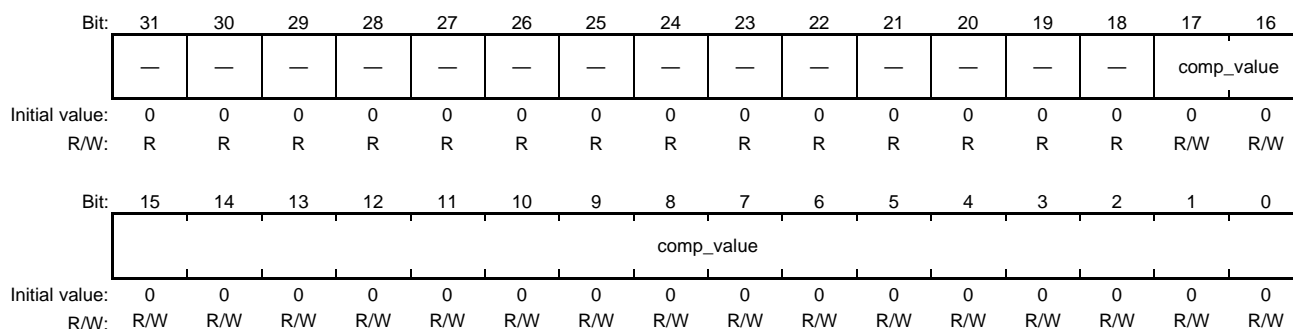 Bit: 31 30 29 28 27 26 25 24 23 22 21 20 19 18 17 16
— — — — — — — — — — — — — — comp_value
Initial value: 0 0 0 0 0 0 0 0 0 0 0 0 0 0 0 0
R/W: R R R R R R R R R R R R R R R/W R/W
Bit: 15 14 13 12 11 10 9 8 7 6 5 4 3 2 1 0
comp_value
Initial value: 0 0 0 0 0 0 0 0 0 0 0 0 0 0 0 0
R/W: R/W R/W R/W R/W R/W R/W R/W R/W R/W R/W R/W R/W R/W R/W R/W R/W